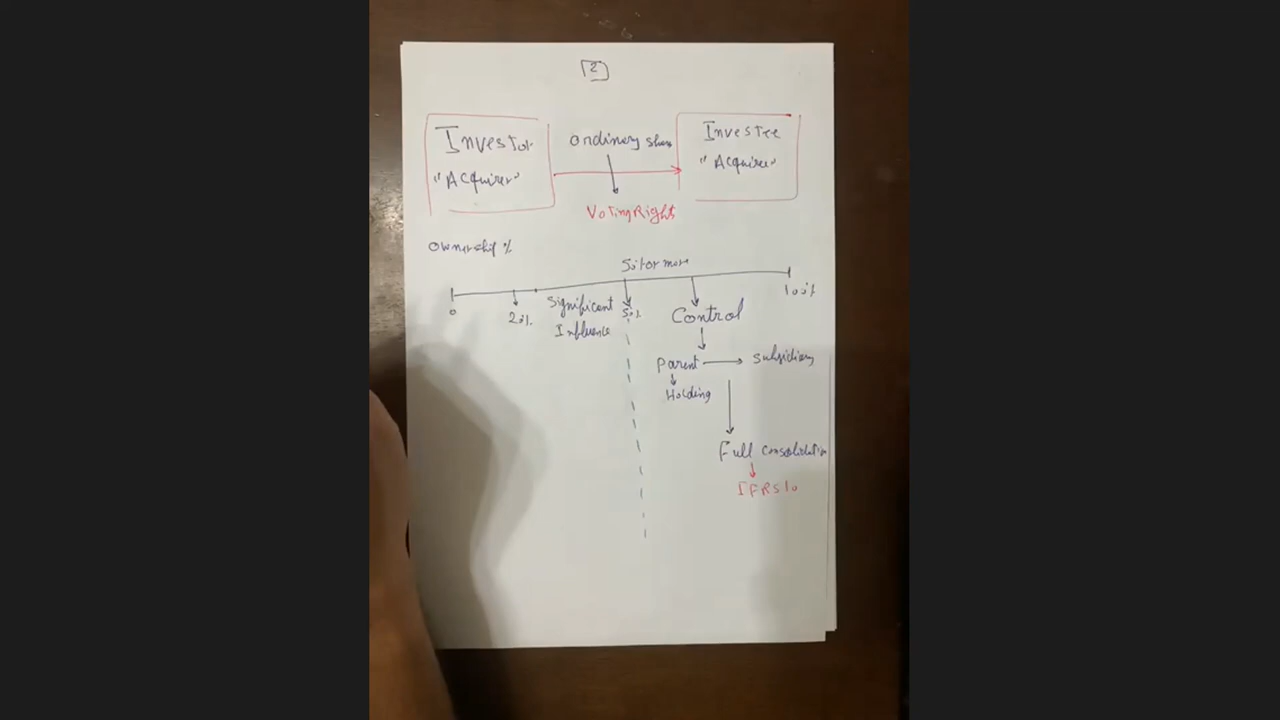 2
Investor
"Acquirer"
ordinary share
Voting Right
Investee
"Acquiree"
ownership %
51% or more
0
20%
Significant
Influence
50%
100%
Control
Parent
Subsidiary
Holding
Full consolidation
IFRS 10